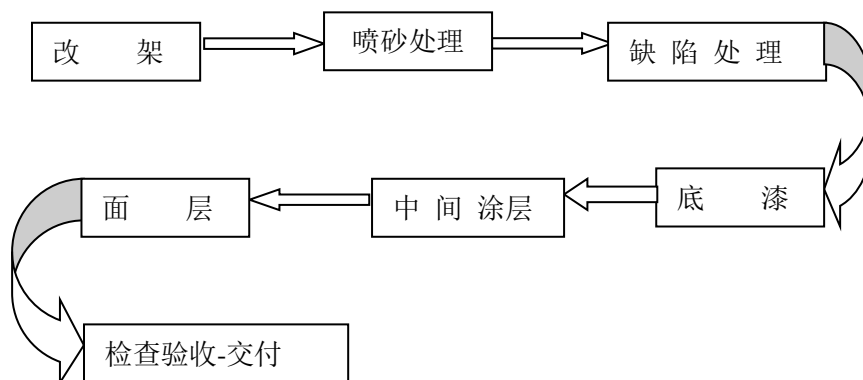 改 架
喷砂处理
缺 陷 处 理
底 漆
中 间 涂层
面 层
检查验收-交付